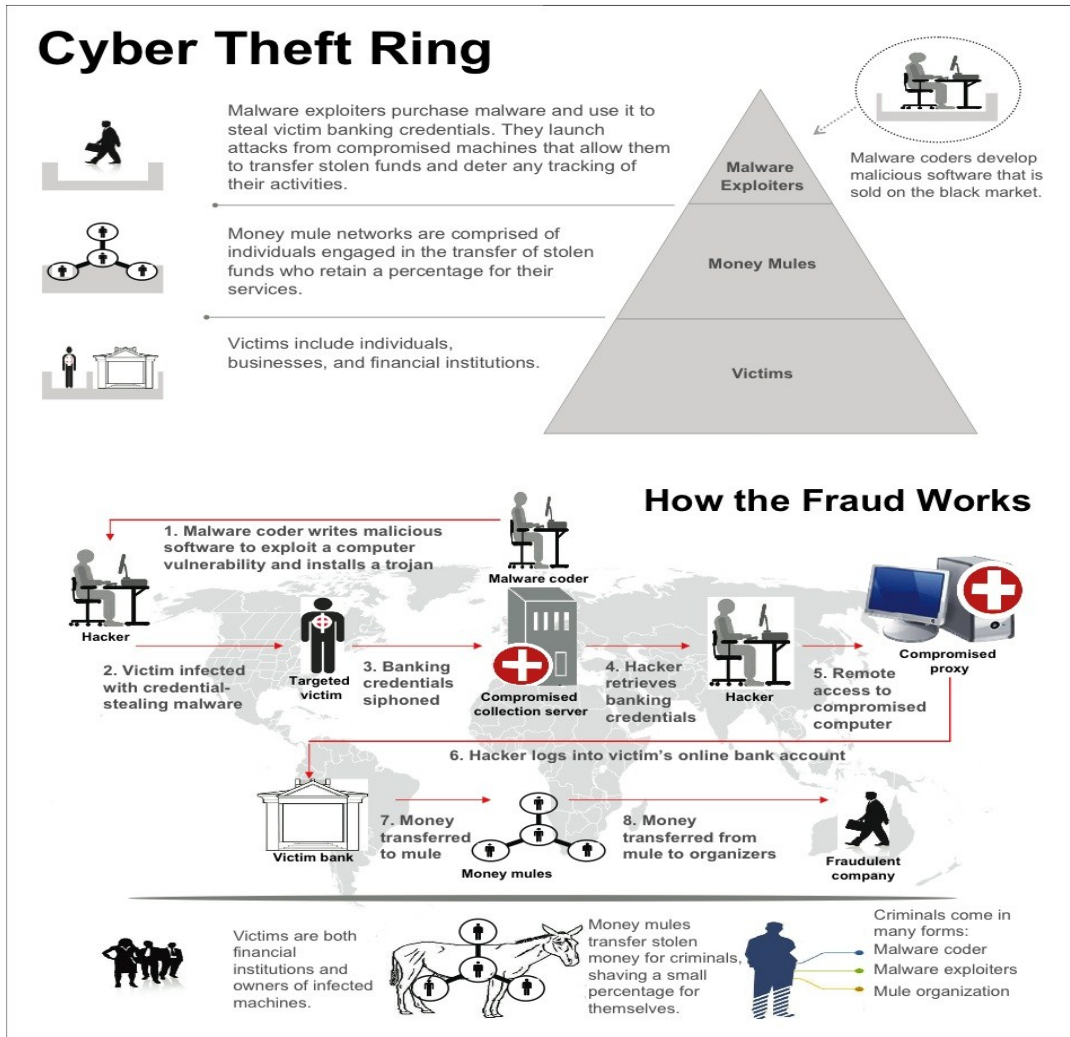 Cyber Theft Ring
Malware exploiters purchase malware and use it to
steal victim banking credentials. They launch
attacks from compromised machines that allow them
to transfer stolen funds and deter any tracking of
their activities.
Money mule networks are comprised of
individuals engaged in the transfer of stolen
funds who retain a percentage for their
services.
Victims include individuals,
businesses, and financial institutions.
Malware
Exploiters
Money Mules
Victims
Malware coders develop
malicious software that is
sold on the black market.
How the Fraud Works
1. Malware coder writes malicious
software to exploit a computer
vulnerability and installs a trojan
Malware coder
Hacker
2. Victim infected
with credential-
stealing malware
Targeted
victim
3. Banking
credentials
siphoned
Compromised
collection server
4. Hacker
retrieves
banking
credentials
Hacker
5. Remote
access to
compromised
computer
Compromised
proxy
6. Hacker logs into victim's online bank account
Victim bank
7. Money
transferred
to mule
Money mules
8. Money
transferred from
mule to organizers
Fraudulent
company
Victims are both
financial
institutions and
owners of infected
machines.
Money mules
transfer stolen
money for criminals,
shaving a small
percentage for
themselves.
Criminals come in
many forms:
Malware coder
Malware exploiters
Mule organization